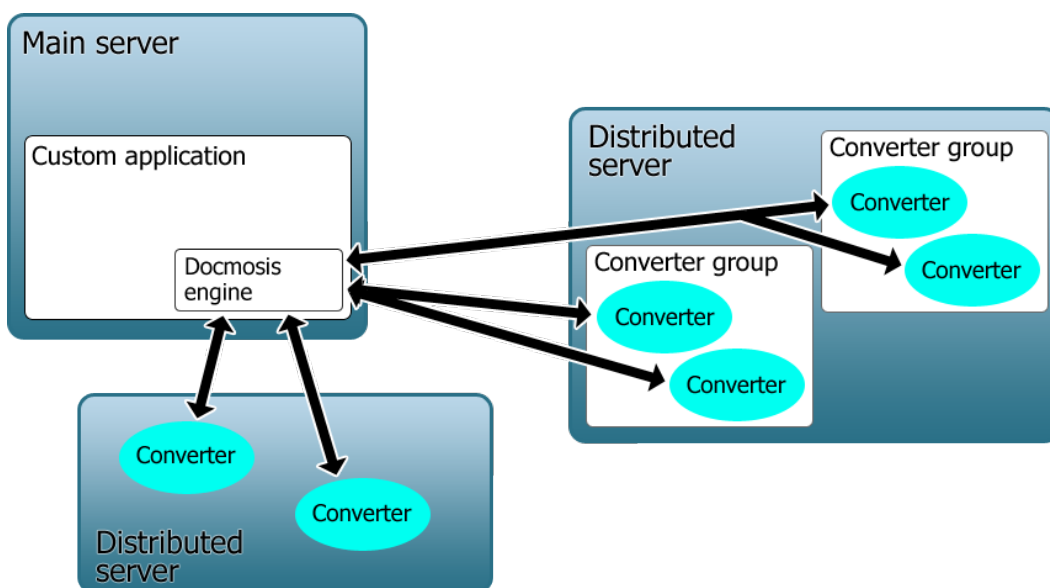 Main server
Custom application
Docmosis
engine
Distributed
server
Converter group
Converter
Converter
Converter group
Converter
Converter
Converter
Converter
Distributed
server